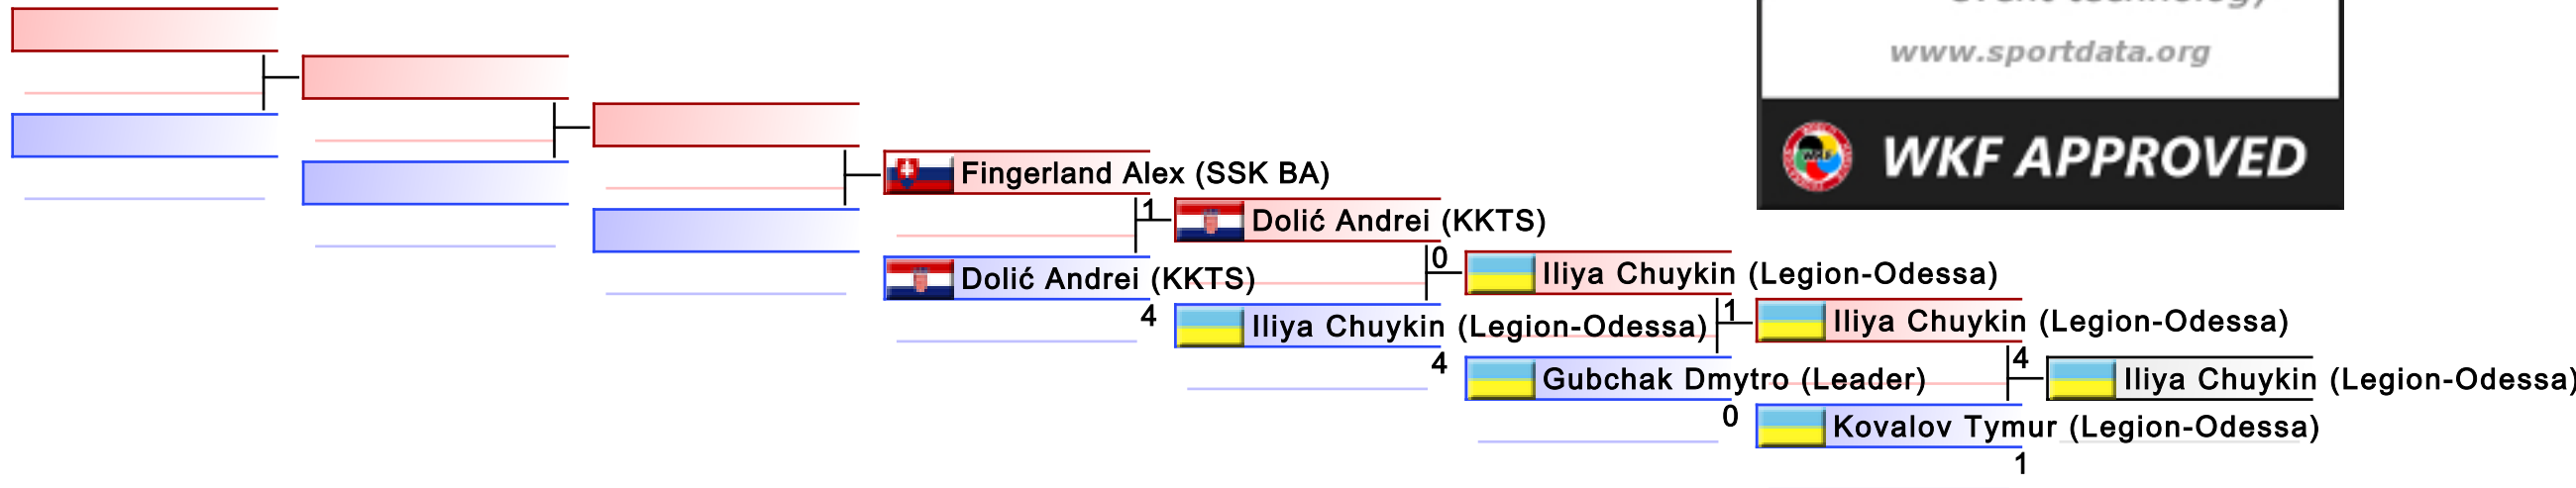 event technology
www.sportdata.org
WKF APPROVED
Fingerland Alex (SSK BA)
1
Dolić Andrei (KKTS)
Dolić Andrei (KKTS)
4
0
Iliya Chuykin (Legion-Odessa)
Iliya Chuykin (Legion-Odessa)
4
1
Iliya Chuykin (Legion-Odessa)
Gubchak Dmytro (Leader)
0
4
Iliya Chuykin (Legion-Odessa)
Kovalov Tymur (Legion-Odessa)
1